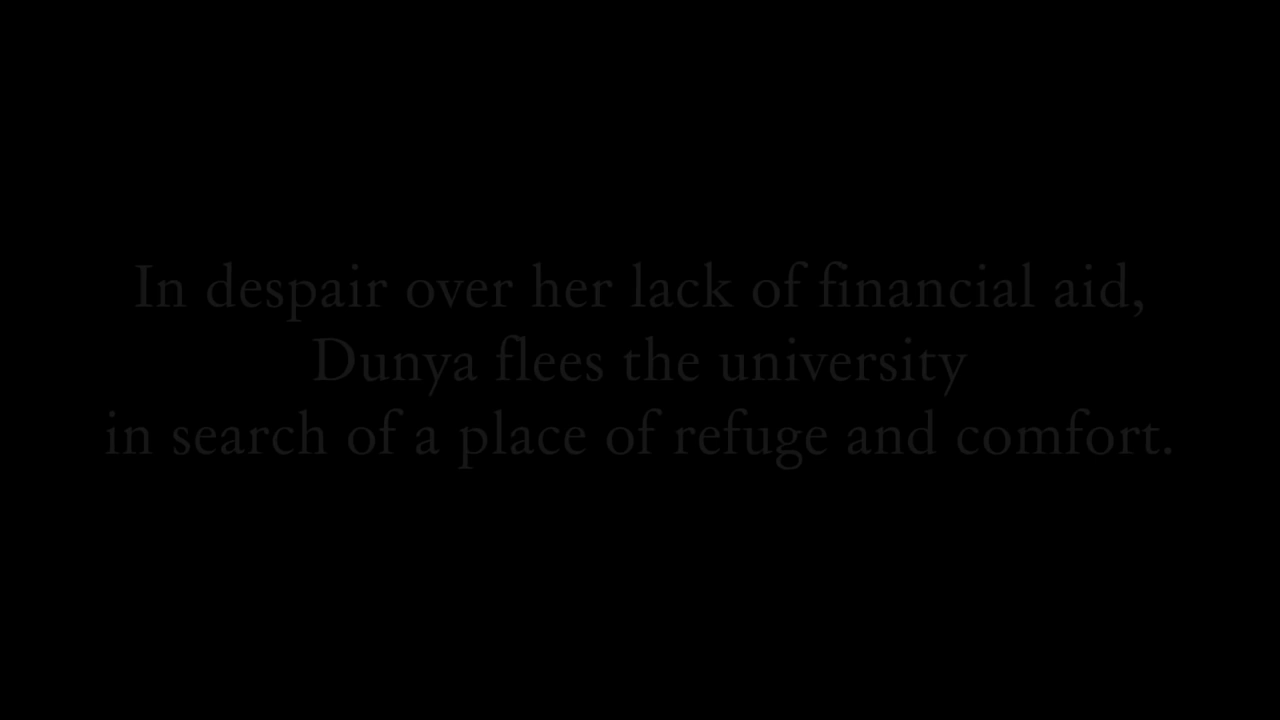 In despair over her lack of financial aid,
Dunya flees the university
in search of a place of refuge and comfort.